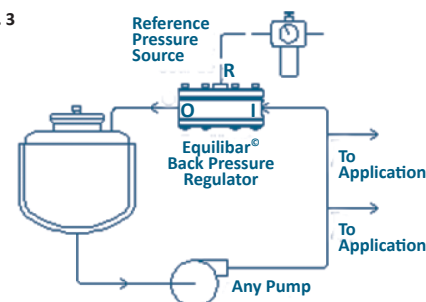 . 3
Reference
Pressure
Source
R
O
I
Equilibar©
Back Pressure
Regulator
To
Application
To
Application
Any Pump